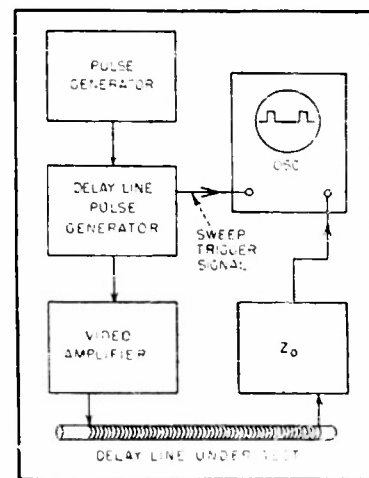 PULSE
GENERATOR
OSC
DELAY LINE
PULSE
GENERATOR
SWEEP
TRIGGER
SIGNAL
VIDEO
AMPLIFIER
Z₀
DELAY LINE UNDER TEST